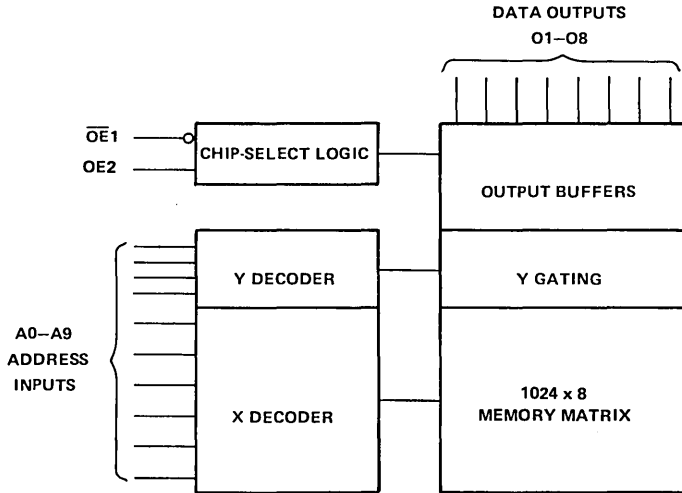 DATA OUTPUTS
O1–O8
OE1
OE2
CHIP-SELECT LOGIC
OUTPUT BUFFERS
Y DECODER
Y GATING
A0–A9
ADDRESS
INPUTS
X DECODER
1024 x 8
MEMORY MATRIX